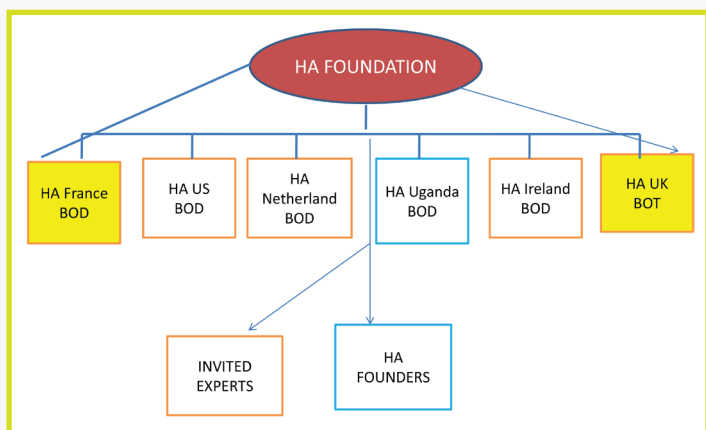 HA FOUNDATION
HA France
BOD
HA US
BOD
HA
Netherland
BOD
HA Uganda
BOD
HA Ireland
BOD
HA UK
BOT
INVITED
EXPERTS
HA
FOUNDERS